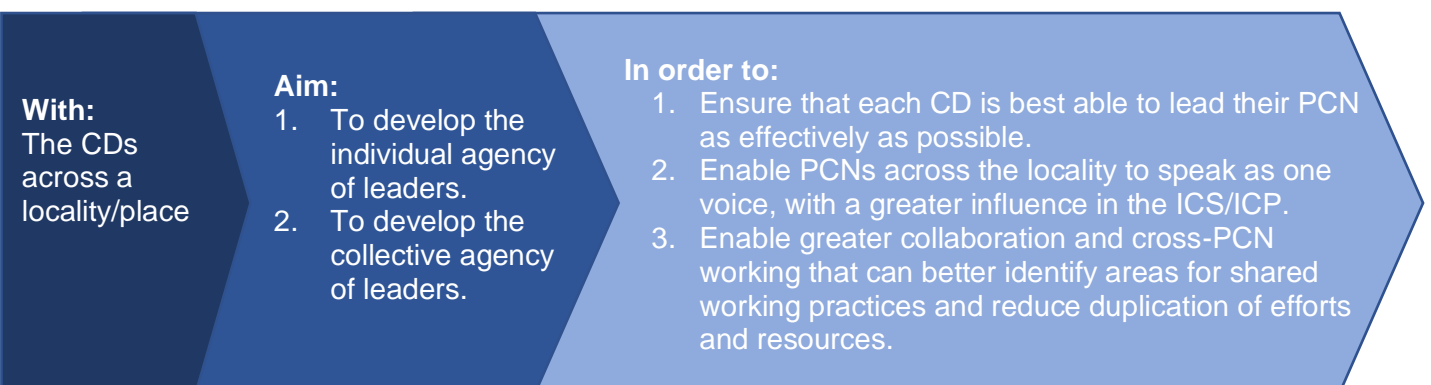 With:
The CDs
across a
locality/place
Aim:
1. To develop the
individual agency
of leaders.
2. To develop the
collective agency
of leaders.
In order to:
1. Ensure that each CD is best able to lead their PCN
as effectively as possible.
2. Enable PCNs across the locality to speak as one
voice, with a greater influence in the ICS/ICP.
3. Enable greater collaboration and cross-PCN
working that can better identify areas for shared
working practices and reduce duplication of efforts
and resources.